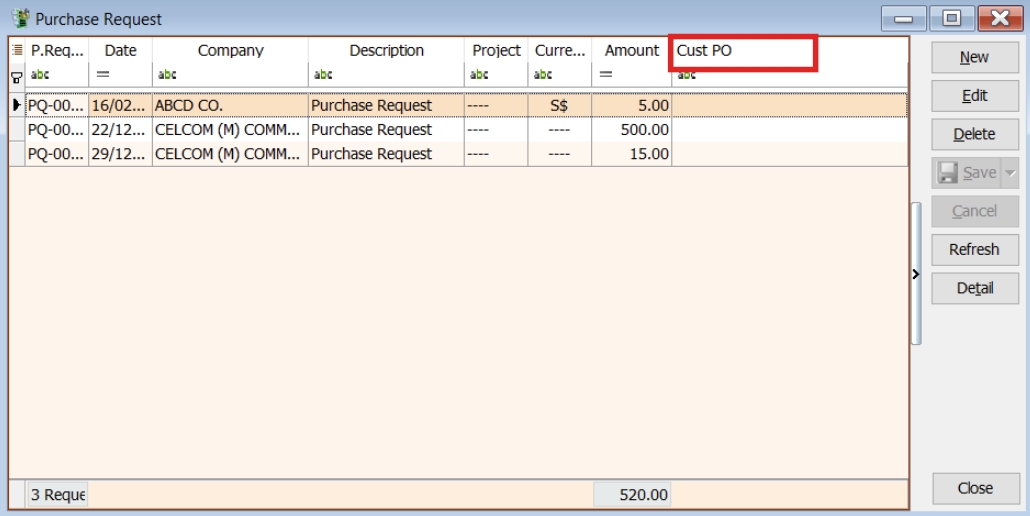 Purchase Request
P.Req... Date Company Description Project Curre... Amount Cust PO
abc = abc abc abc abc = abc
PQ-00... 16/02... ABCD CO. Purchase Request ---- S$ 5.00
PQ-00... 22/12... CELCOM (M) COMM... Purchase Request ---- ---- 500.00
PQ-00... 29/12... CELCOM (M) COMM... Purchase Request ---- ---- 15.00
3 Reque 520.00
New
Edit
Delete
Save
Cancel
Refresh
Detail
Close